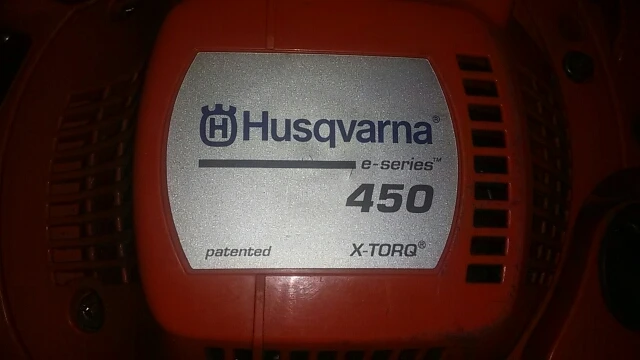 H Husqvarna®
e-series™
450
patented X-TORQ®